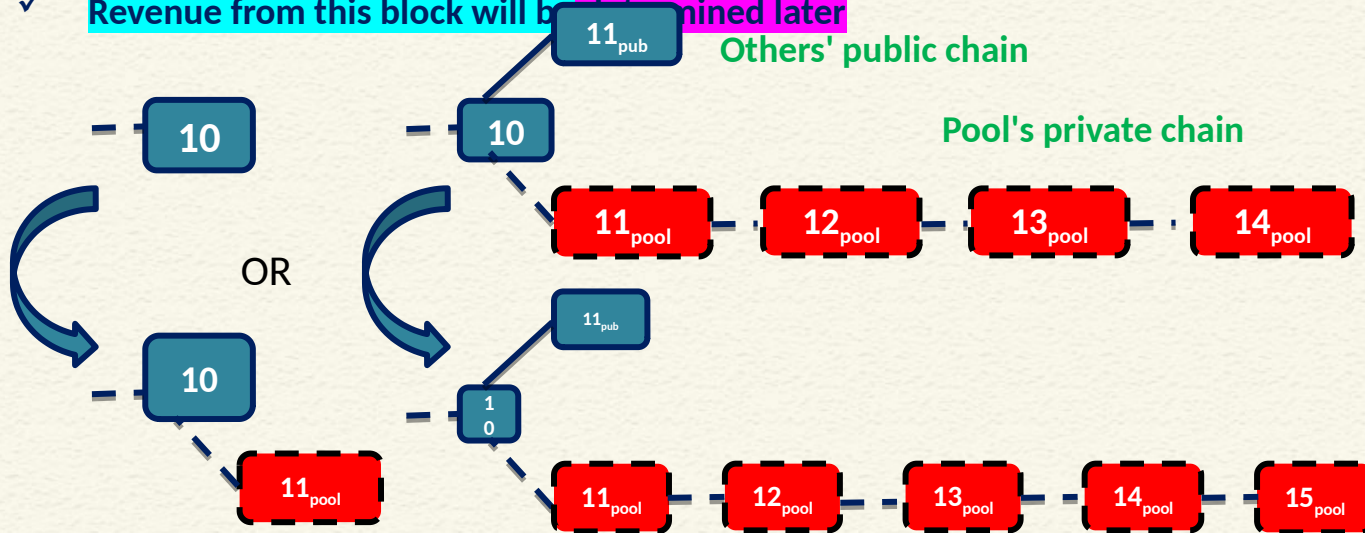 ✓ Revenue from this block will be mined later
11pub
Others' public chain
10
10
Pool's private chain
11pool 12pool 13pool 14pool
OR
11pub
10
1
0
11pool
11pool 12pool 13pool 14pool 15pool